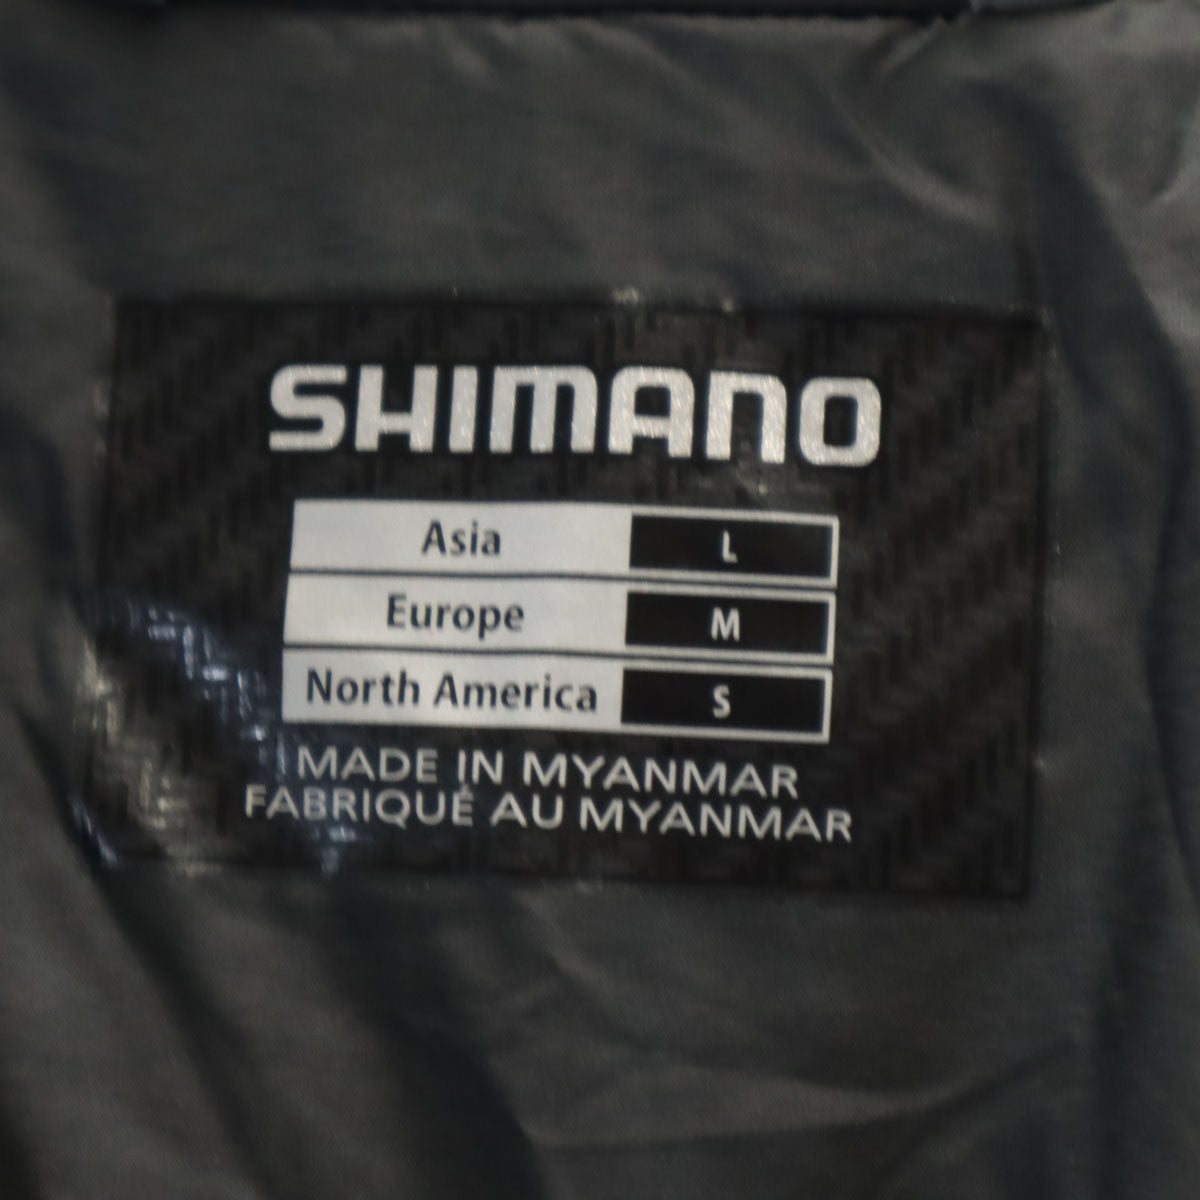 SHIMANO
Asia L
Europe M
North America S
MADE IN MYANMAR
FABRIQUÉ AU MYANMAR